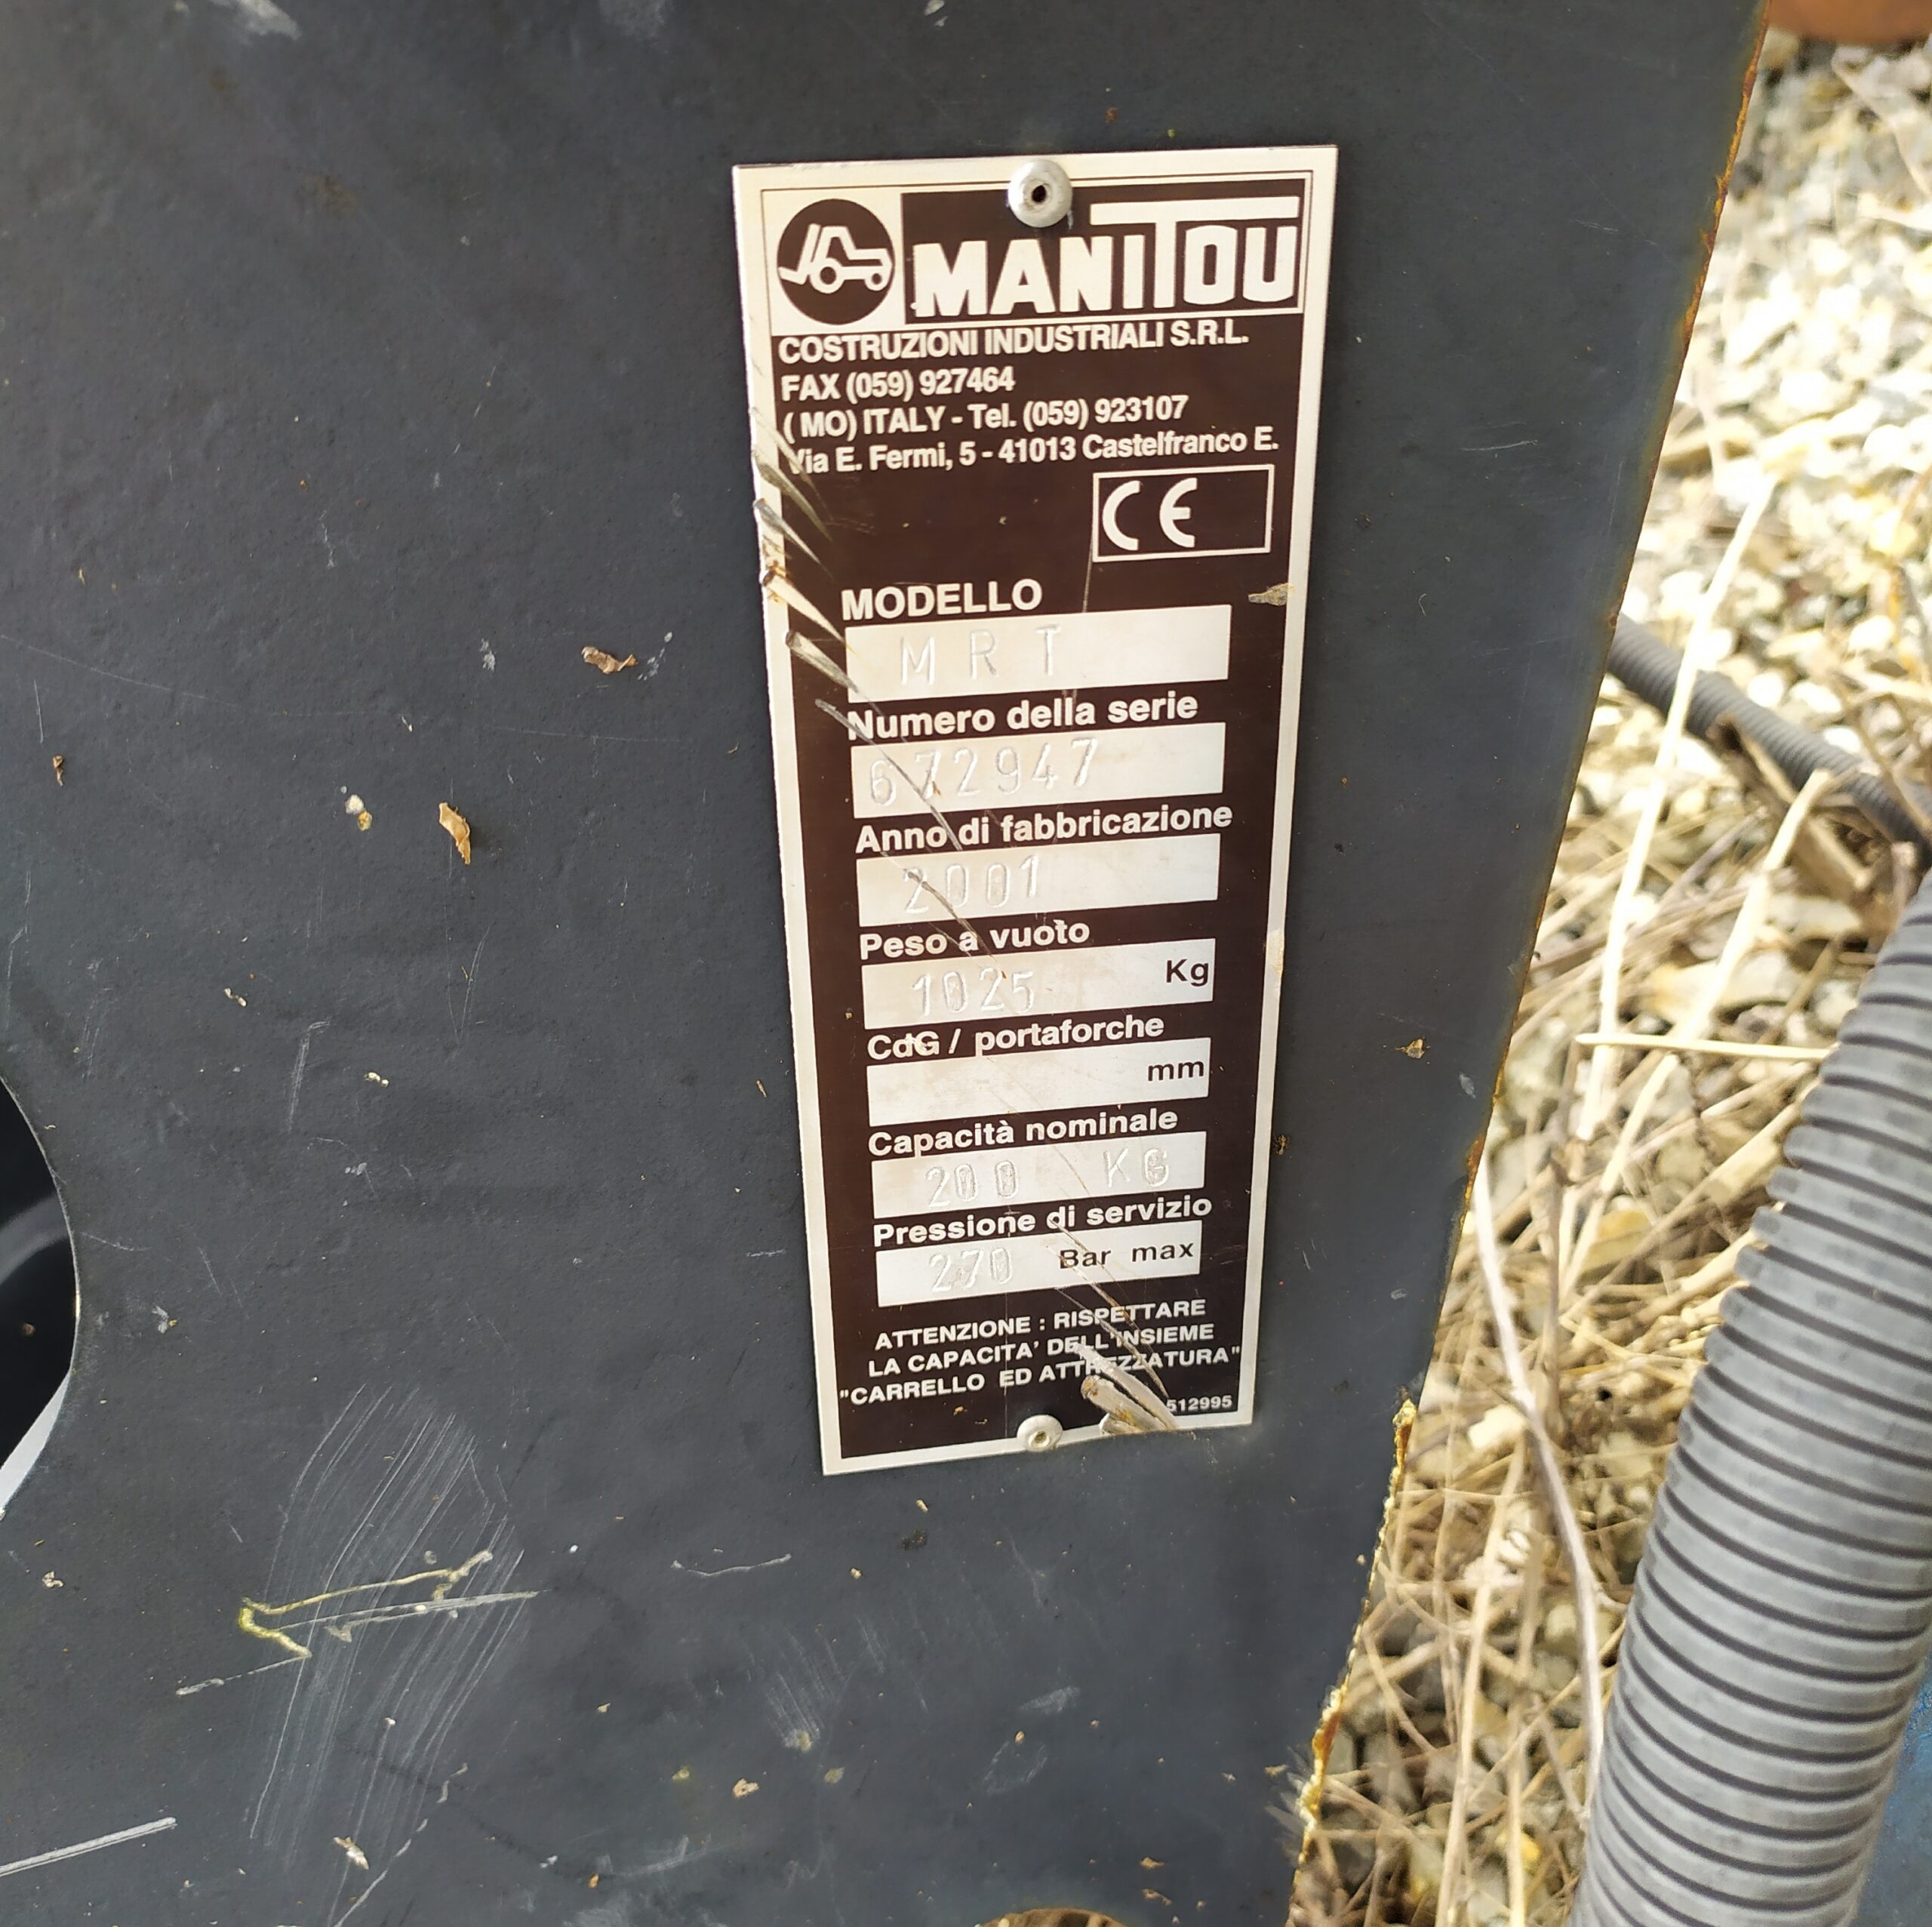 MANITOU
COSTRUZIONI INDUSTRIALI S.R.L.
FAX (059) 927464
( MO) ITALY - Tel. (059) 923107
Via E. Fermi, 5 - 41013 Castelfranco E.
CE
MODELLO
MRT
Numero della serie
672947
Anno di fabbricazione
2001
Peso a vuoto
1025 Kg
CdG / portaforche
mm
Capacità nominale
200 KG
Pressione di servizio
270 Bar max
ATTENZIONE : RISPETTARE
LA CAPACITA' DELL'INSIEME
"CARRELLO ED ATTREZZATURA"
512995